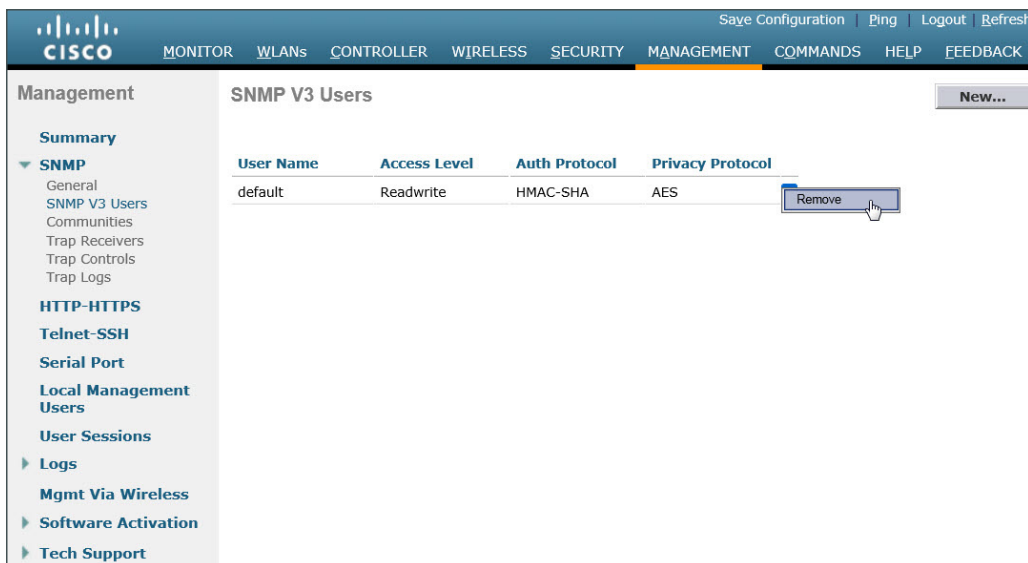 Save Configuration | Ping | Logout | Refresh
CISCO MONITOR WLANs CONTROLLER WIRELESS SECURITY MANAGEMENT COMMANDS HELP FEEDBACK
Management
Summary
SNMP
General
SNMP V3 Users
Communities
Trap Receivers
Trap Controls
Trap Logs
HTTP-HTTPS
Telnet-SSH
Serial Port
Local Management
Users
User Sessions
Logs
Mgmt Via Wireless
Software Activation
Tech Support
SNMP V3 Users
New...
User Name Access Level Auth Protocol Privacy Protocol
default Readwrite HMAC-SHA AES
Remove